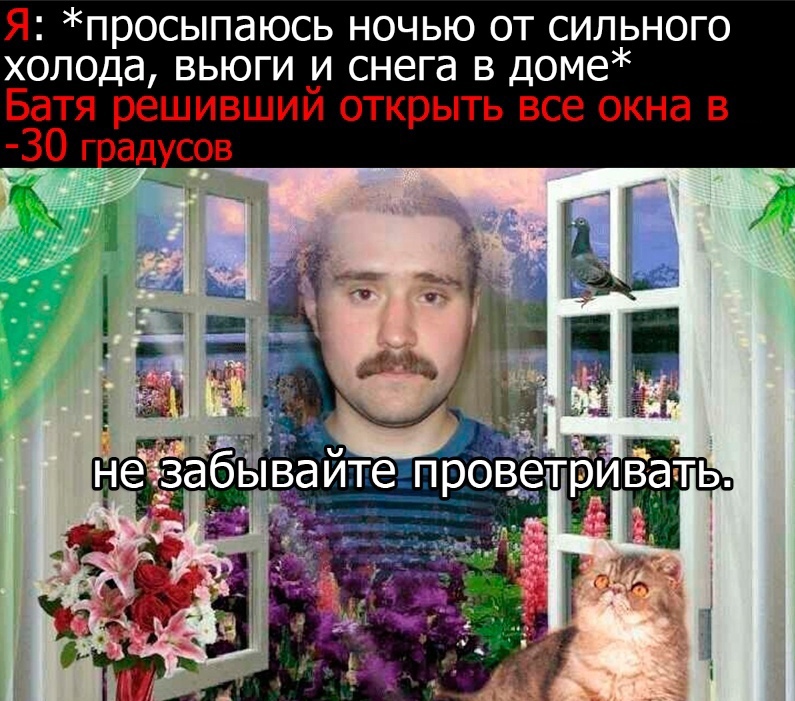 Я: *просыпаюсь ночью от сильного
холода, вьюги и снега в доме*
Батя решивший открыть все окна в
-30 градусов
не забывайте проветривать.